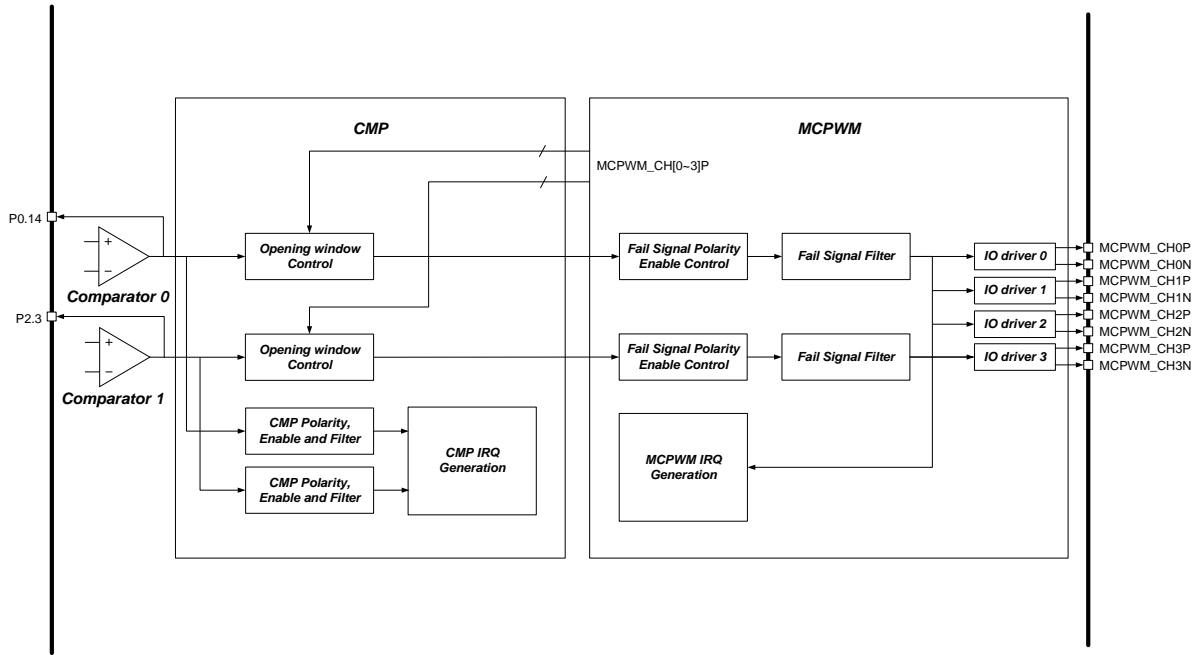 CMP
MCPWM
MCPWM_CH[0~3]P
P0.14
+
−
Comparator 0
P2.3
+
−
Comparator 1
Opening window
Control
Opening window
Control
CMP Polarity,
Enable and Filter
CMP Polarity,
Enable and Filter
CMP IRQ
Generation
Fail Signal Polarity
Enable Control
Fail Signal Filter
Fail Signal Polarity
Enable Control
Fail Signal Filter
MCPWM IRQ
Generation
IO driver 0
IO driver 1
IO driver 2
IO driver 3
MCPWM_CH0P
MCPWM_CH0N
MCPWM_CH1P
MCPWM_CH1N
MCPWM_CH2P
MCPWM_CH2N
MCPWM_CH3P
MCPWM_CH3N